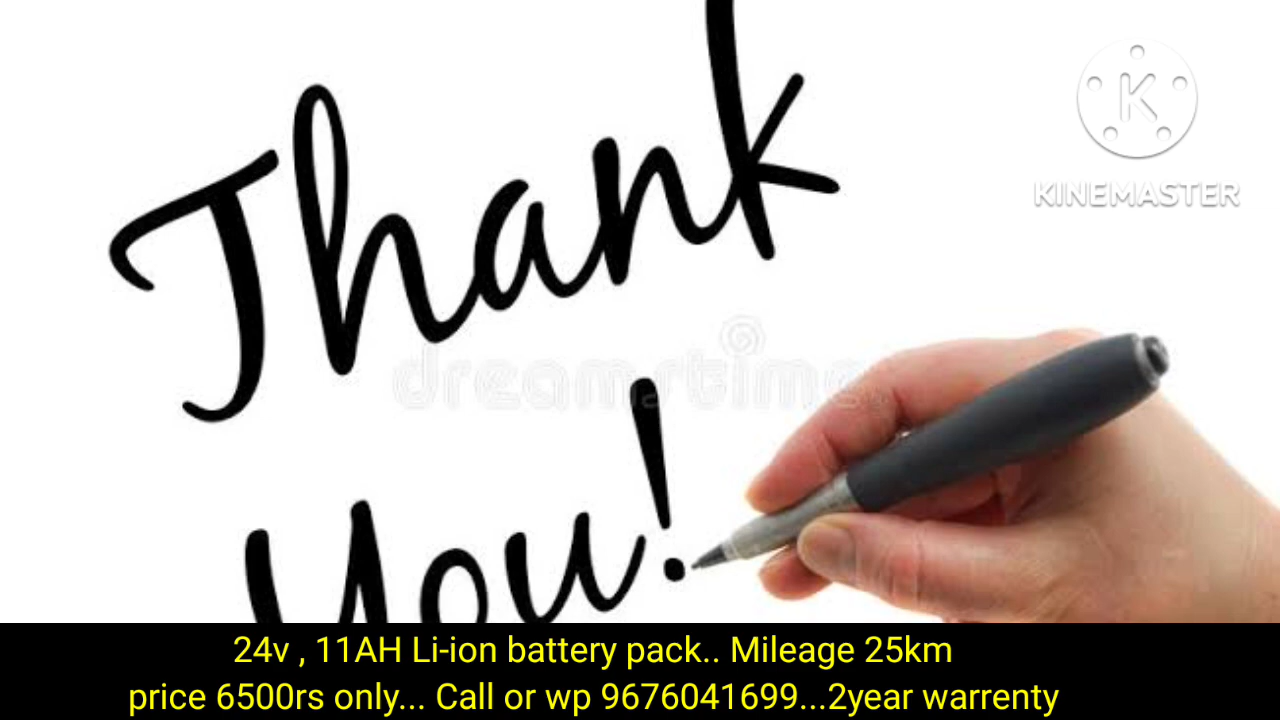 Thank
KINEMASTER
dreamstime
You!
24v , 11AH Li-ion battery pack.. Mileage 25km
price 6500rs only... Call or wp 9676041699...2year warrenty